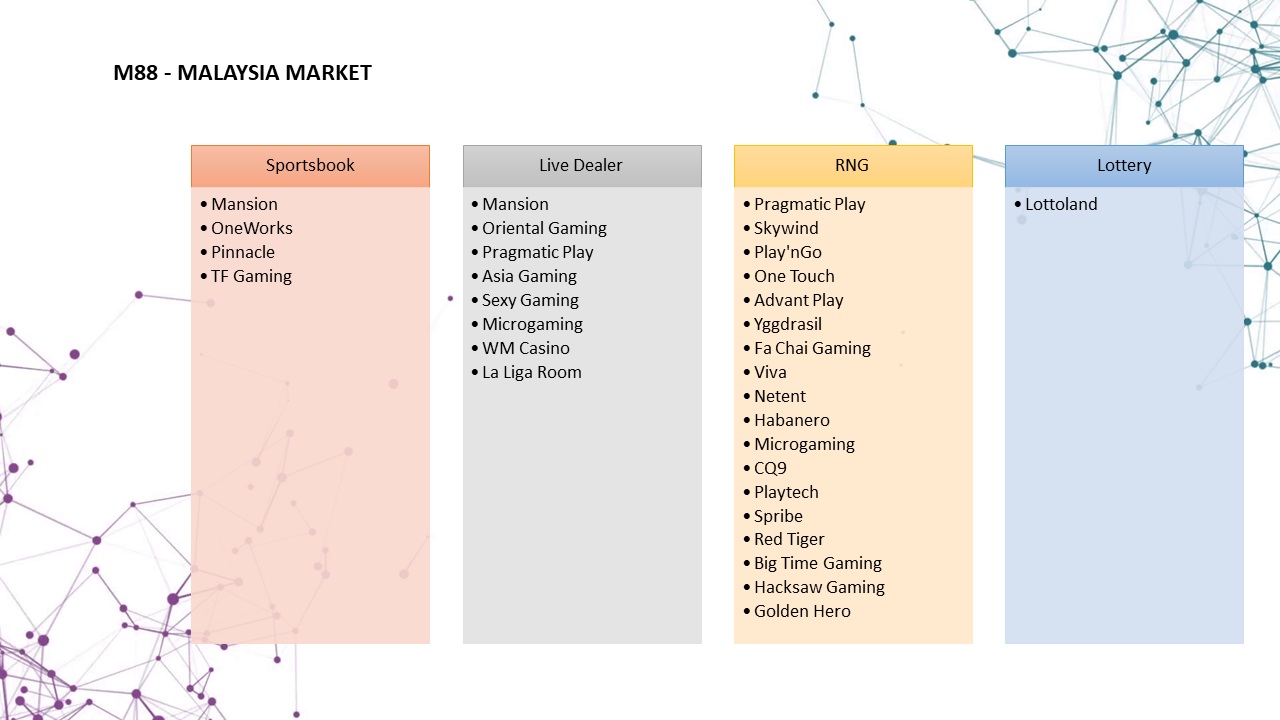 M88 - MALAYSIA MARKET
Sportsbook
• Mansion
• OneWorks
• Pinnacle
• TF Gaming
Live Dealer
• Mansion
• Oriental Gaming
• Pragmatic Play
• Asia Gaming
• Sexy Gaming
• Microgaming
• WM Casino
• La Liga Room
RNG
• Pragmatic Play
• Skywind
• Play'nGo
• One Touch
• Advant Play
• Yggdrasil
• Fa Chai Gaming
• Viva
• Netent
• Habanero
• Microgaming
• CQ9
• Playtech
• Spribe
• Red Tiger
• Big Time Gaming
• Hacksaw Gaming
• Golden Hero
Lottery
• Lottoland